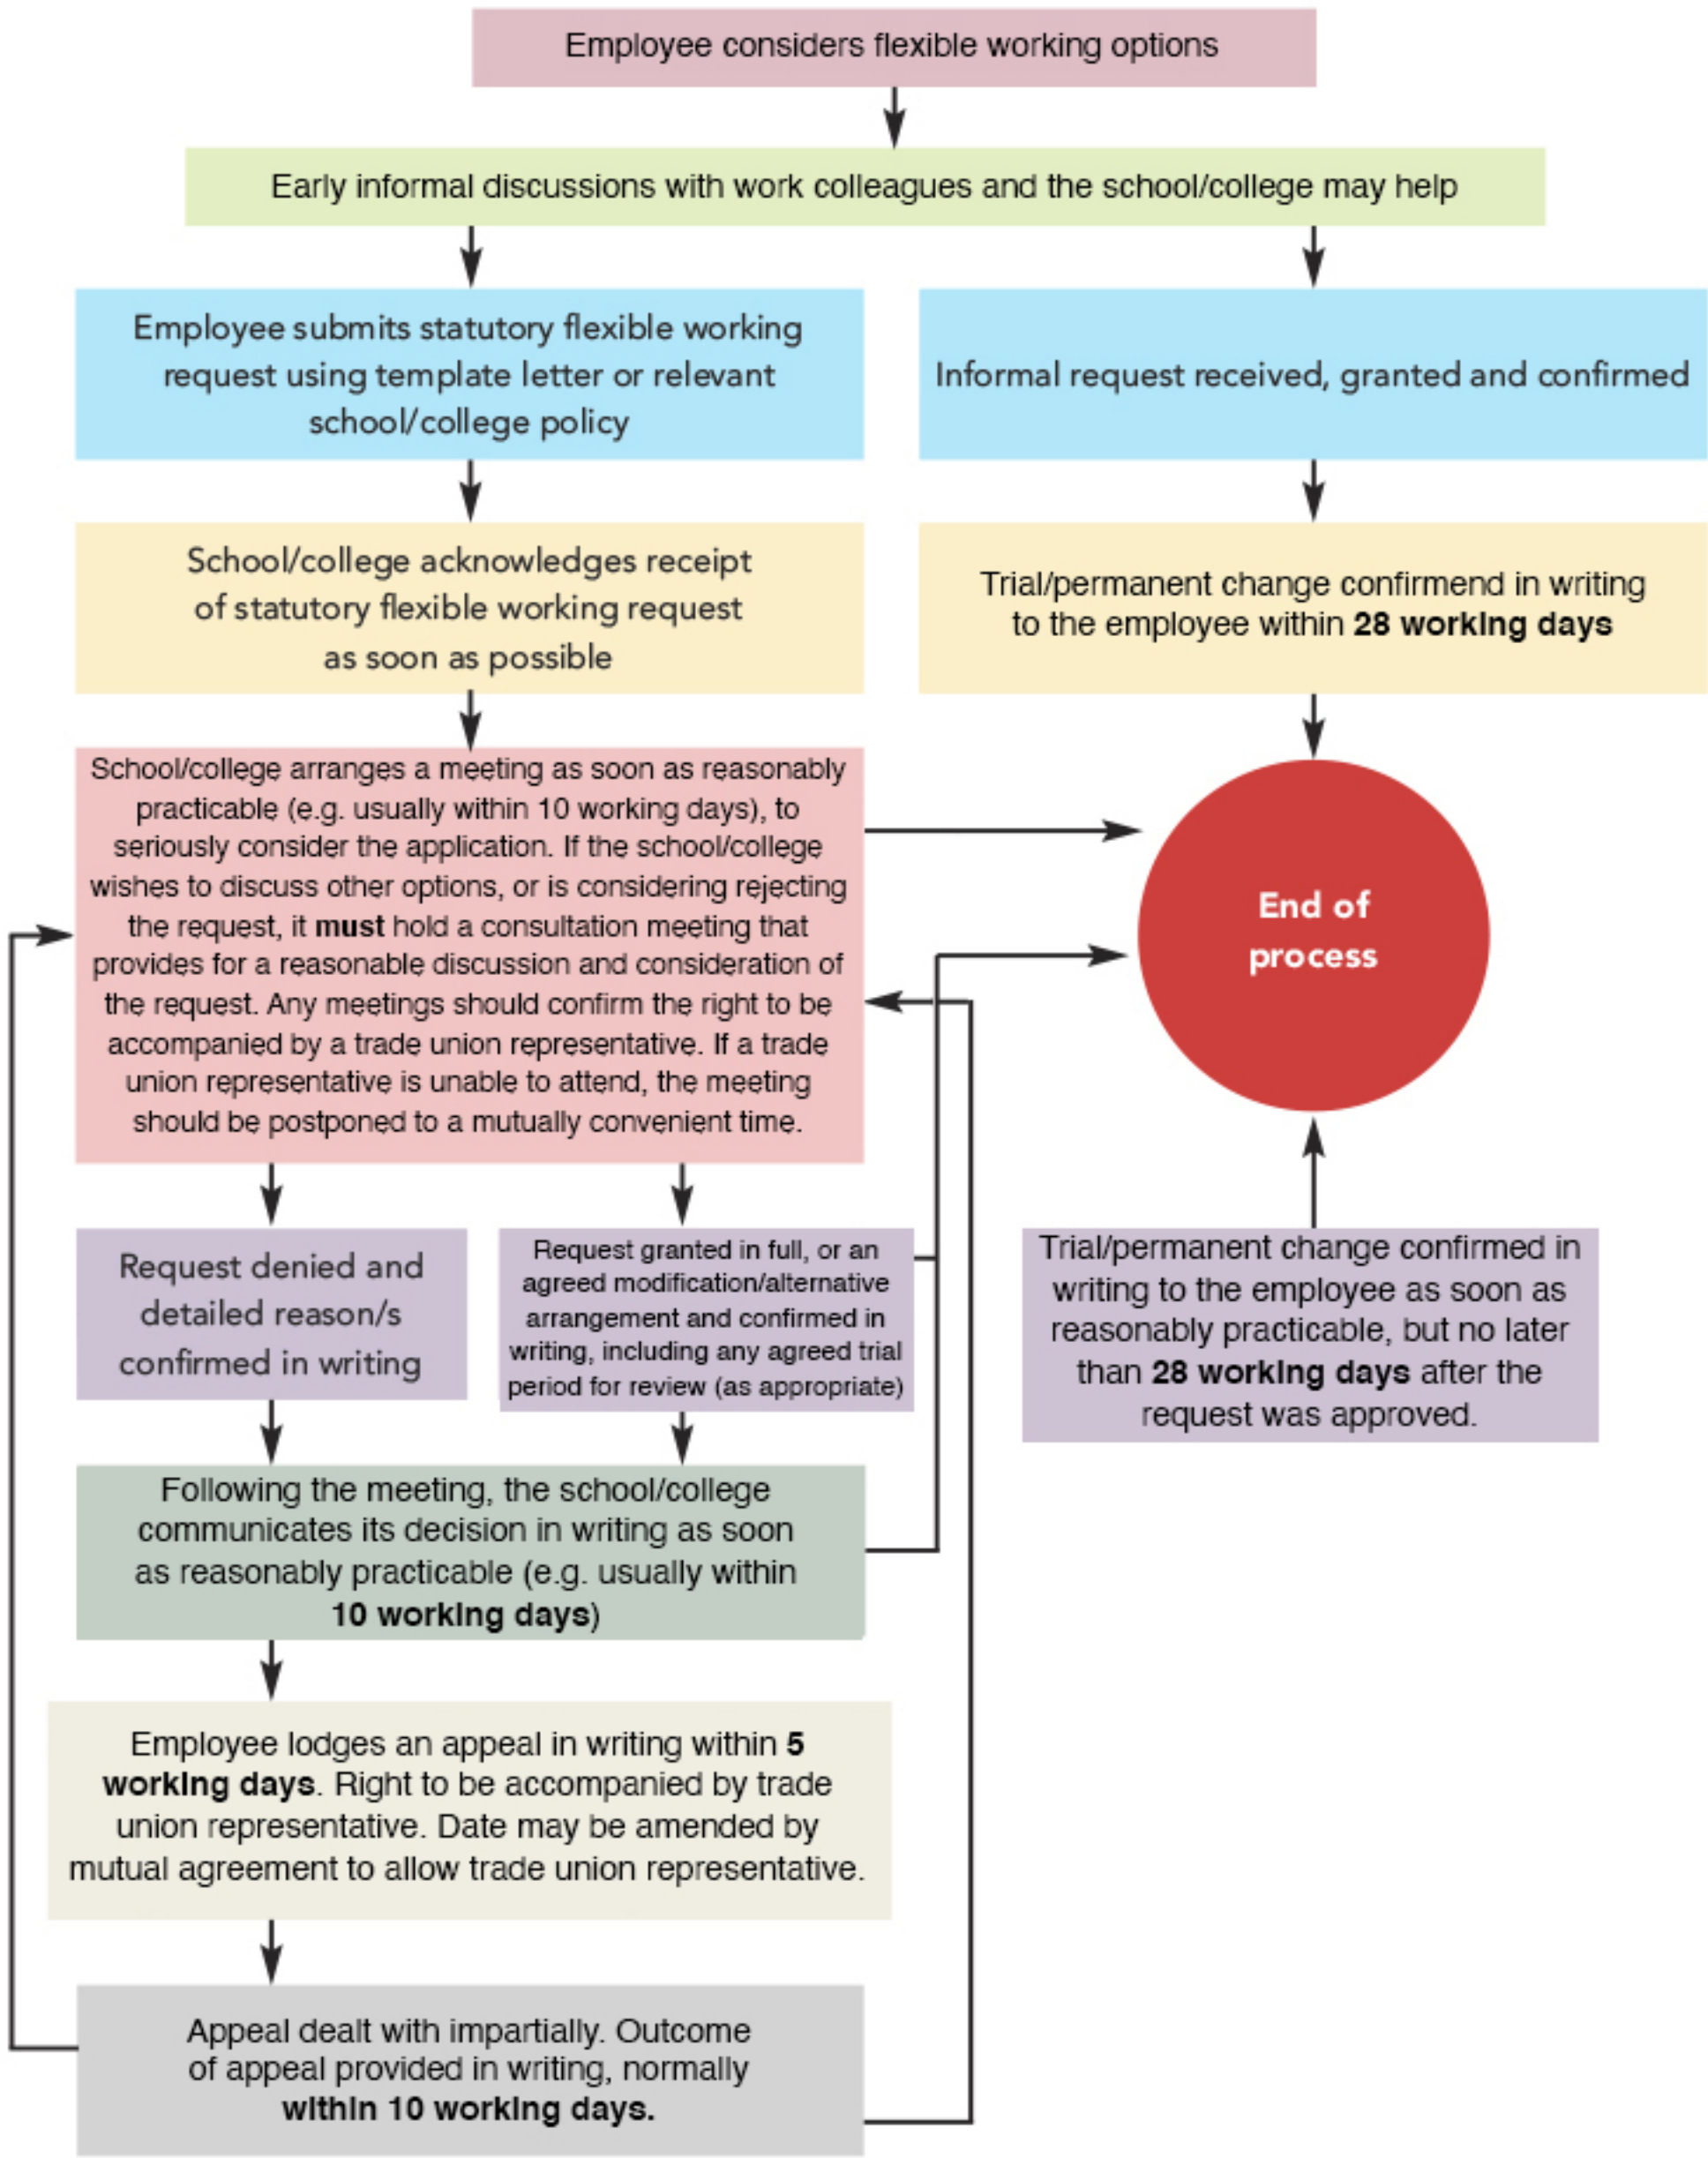 Employee considers flexible working options
Early informal discussions with work colleagues and the school/college may help
Employee submits statutory flexible working
request using template letter or relevant
school/college policy
Informal request received, granted and confirmed
School/college acknowledges receipt
of statutory flexible working request
as soon as possible
Trial/permanent change confirmend in writing
to the employee within 28 working days
School/college arranges a meeting as soon as reasonably
practicable (e.g. usually within 10 working days), to
seriously consider the application. If the school/college
wishes to discuss other options, or is considering rejecting
the request, it must hold a consultation meeting that
provides for a reasonable discussion and consideration of
the request. Any meetings should confirm the right to be
accompanied by a trade union representative. If a trade
union representative is unable to attend, the meeting
should be postponed to a mutually convenient time.
End of
process
Request denied and
detailed reason/s
confirmed in writing
Request granted in full, or an
agreed modification/alternative
arrangement and confirmed in
writing, including any agreed trial
period for review (as appropriate)
Trial/permanent change confirmed in
writing to the employee as soon as
reasonably practicable, but no later
than 28 working days after the
request was approved.
Following the meeting, the school/college
communicates its decision in writing as soon
as reasonably practicable (e.g. usually within
10 working days)
Employee lodges an appeal in writing within 5
working days. Right to be accompanied by trade
union representative. Date may be amended by
mutual agreement to allow trade union representative.
Appeal dealt with impartially. Outcome
of appeal provided in writing, normally
within 10 working days.